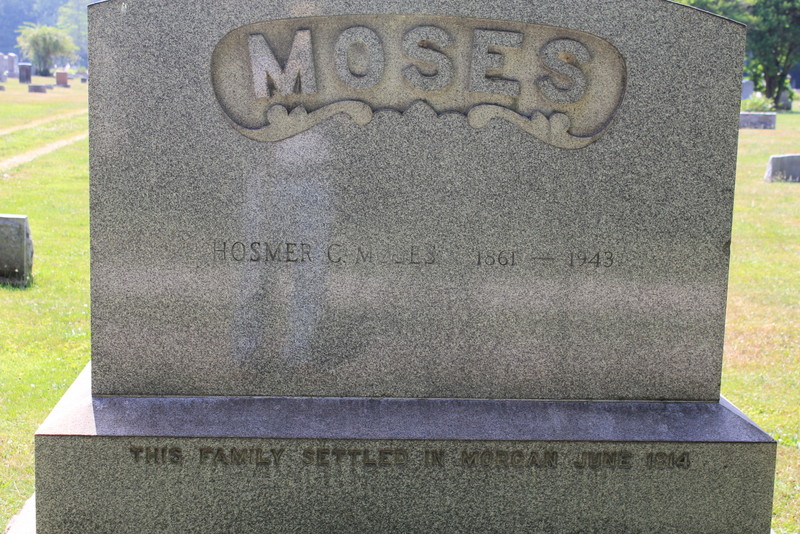 MOSES
HOSMER G. MOSES 1861 — 1943
THIS FAMILY SETTLED IN MORGAN JUNE 1814